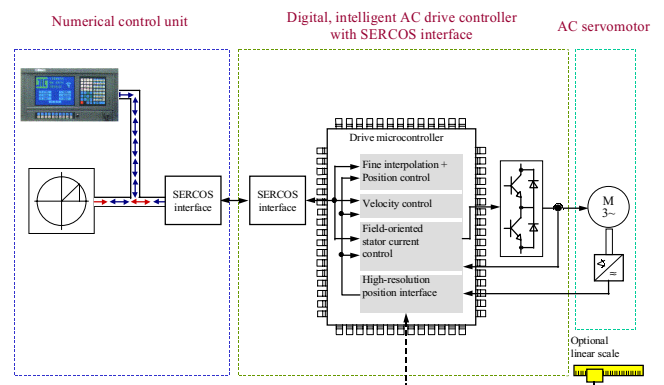 Numerical control unit
Digital, intelligent AC drive controller
with SERCOS interface
AC servomotor
Drive microcontroller
Fine interpolation +
Position control
SERCOS
interface
SERCOS
interface
Velocity control
Field-oriented
stator current
control
High-resolution
position interface
M
3~
=
Optional
linear scale